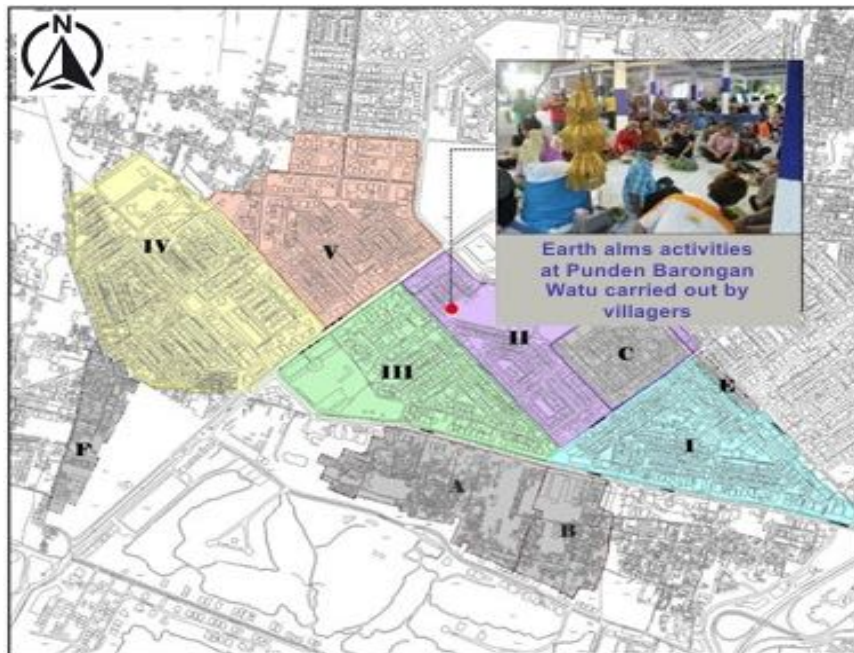 N
Earth alms activities
at Punden Barongan
Watu carried out by
villagers
IV
V
II
C
III
E
F
I
A
B